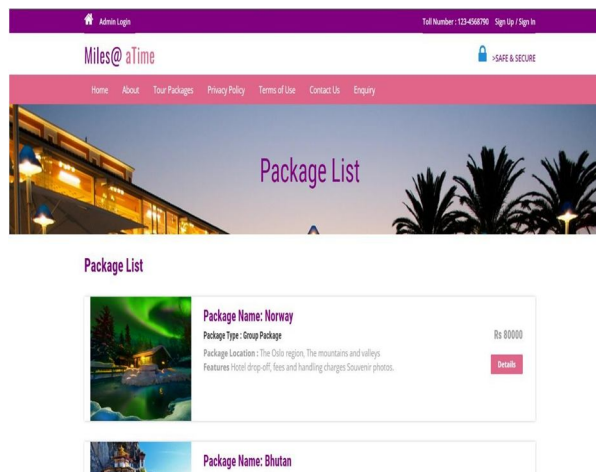 Admin Login
Toll Number : 123-4568790 Sign Up / Sign In
Miles@ aTime
>SAFE & SECURE
Home About Tour Packages Privacy Policy Terms of Use Contact Us Enquiry
Package List
Package List
Package Name: Norway
Package Type : Group Package
Rs 80000
Package Location : The Oslo region, The mountains and valleys
Features Hotel drop-off, fees and handling charges Souvenir photos.
Details
Package Name: Bhutan